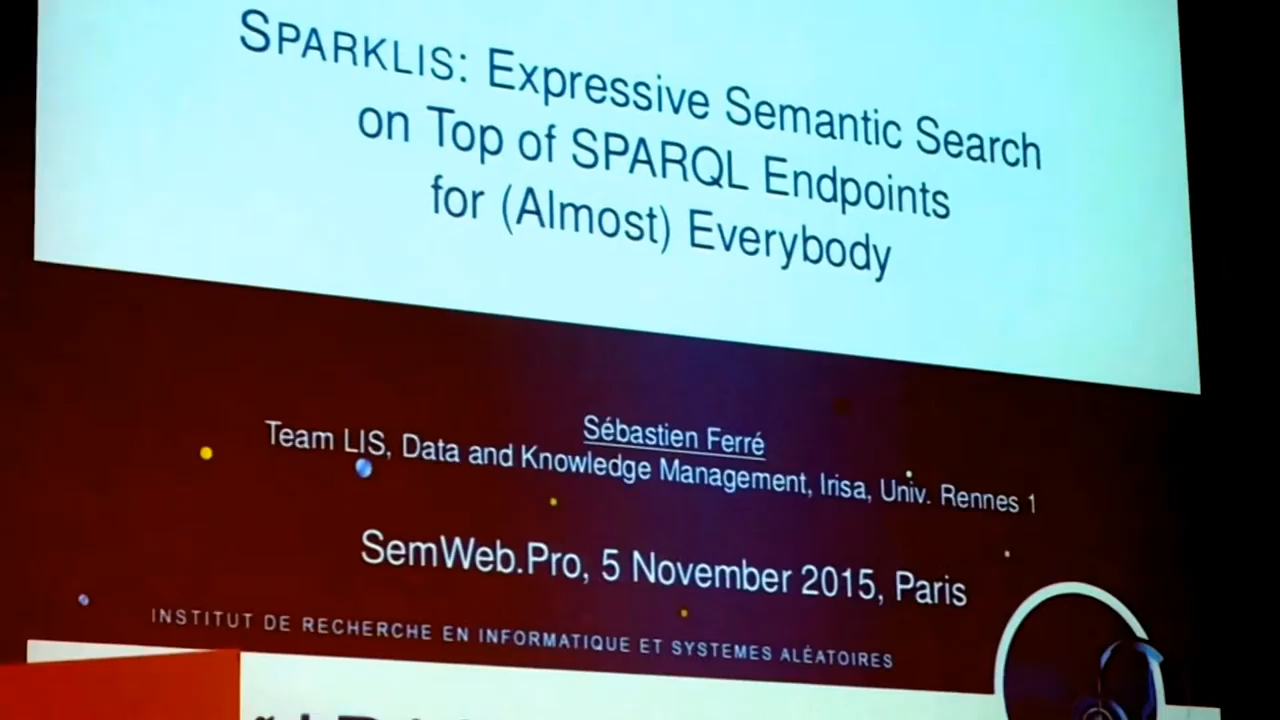 SPARKLIS: Expressive Semantic Search
on Top of SPARQL Endpoints
for (Almost) Everybody
Sébastien Ferré
Team LIS, Data and Knowledge Management, Irisa, Univ. Rennes 1
SemWeb.Pro, 5 November 2015, Paris
INSTITUT DE RECHERCHE EN INFORMATIQUE ET SYSTEMES ALÉATOIRES